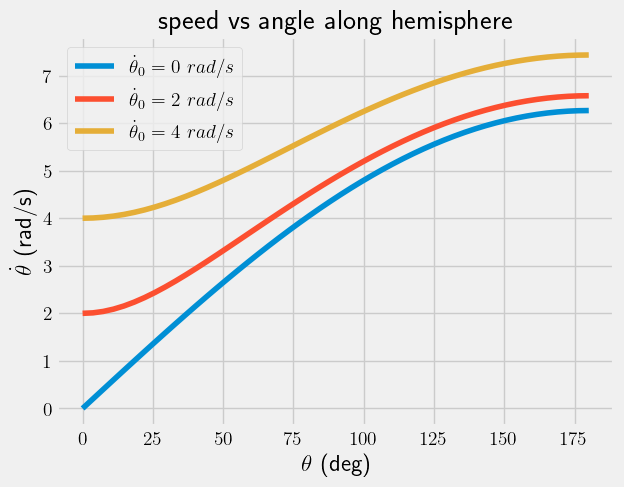 speed vs angle along hemisphere
θ̇₀ = 0 rad/s
θ̇₀ = 2 rad/s
θ̇₀ = 4 rad/s
θ̇ (rad/s)
7
6
5
4
3
2
1
0
0 25 50 75 100 125 150 175
θ (deg)